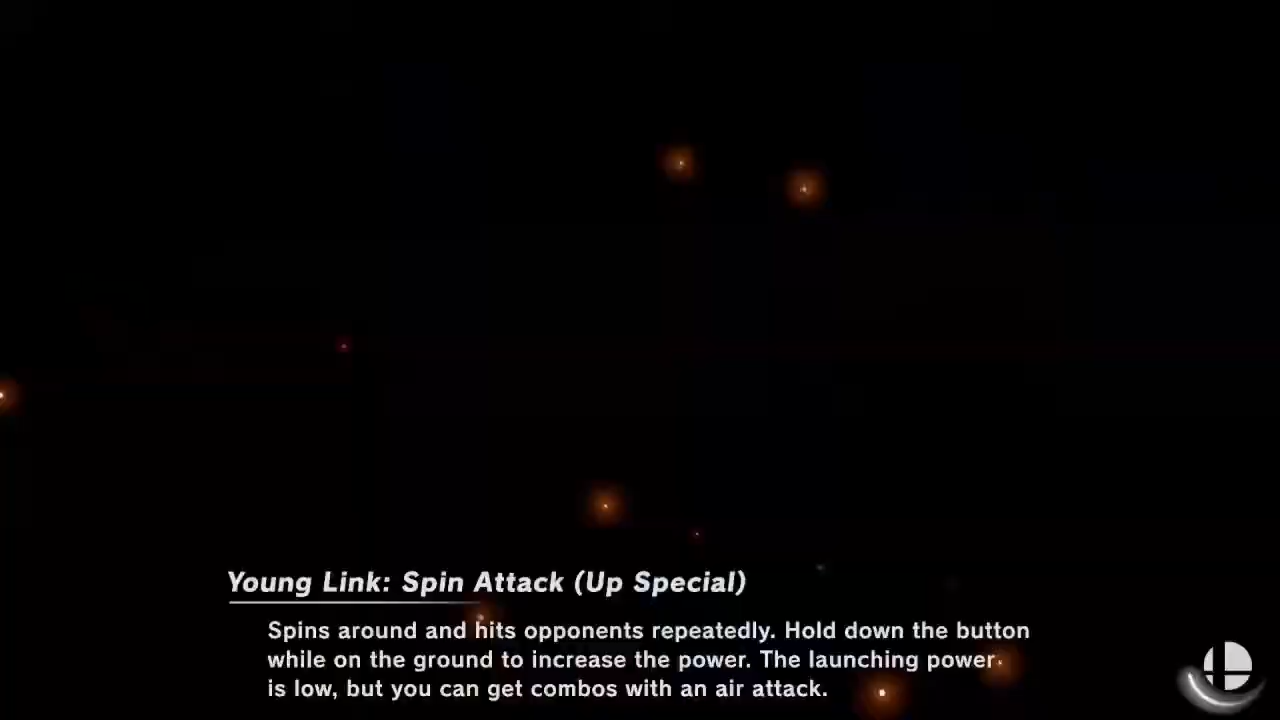 Young Link: Spin Attack (Up Special)
Spins around and hits opponents repeatedly. Hold down the button
while on the ground to increase the power. The launching power
is low, but you can get combos with an air attack.